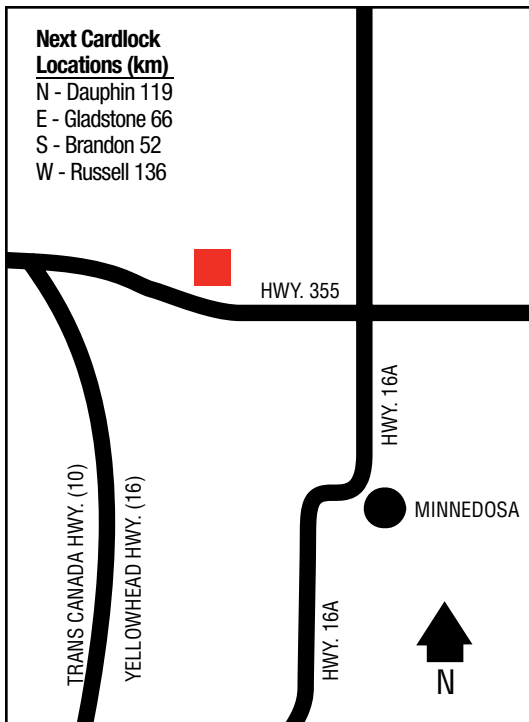 Next Cardlock
Locations (km)
N - Dauphin 119
E - Gladstone 66
S - Brandon 52
W - Russell 136
HWY. 355
HWY. 16A
TRANS CANADA HWY. (10)
YELLOWHEAD HWY. (16)
MINNEDOSA
HWY. 16A
N